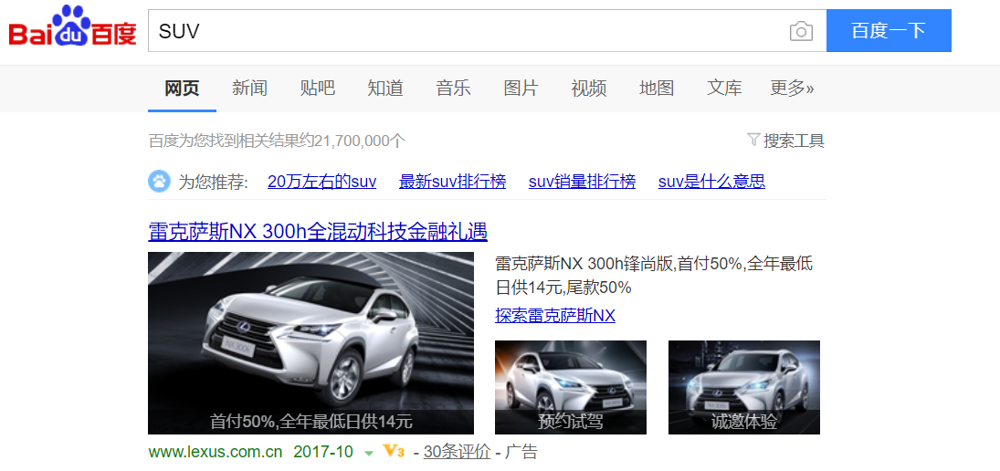 Bai du 百度
SUV
百度一下
网页 新闻 贴吧 知道 音乐 图片 视频 地图 文库 更多»
百度为您找到相关结果约21,700,000个
搜索工具
为您推荐: 20万左右的suv 最新suv排行榜 suv销量排行榜 suv是什么意思
雷克萨斯NX 300h全混动科技金融礼遇
雷克萨斯NX 300h锋尚版,首付50%,全年最低
日供14元,尾款50%
探索雷克萨斯NX
NX 300h
首付50%,全年最低日供14元
预约试驾
诚邀体验
www.lexus.com.cn 2017-10 V3 - 30条评价 - 广告